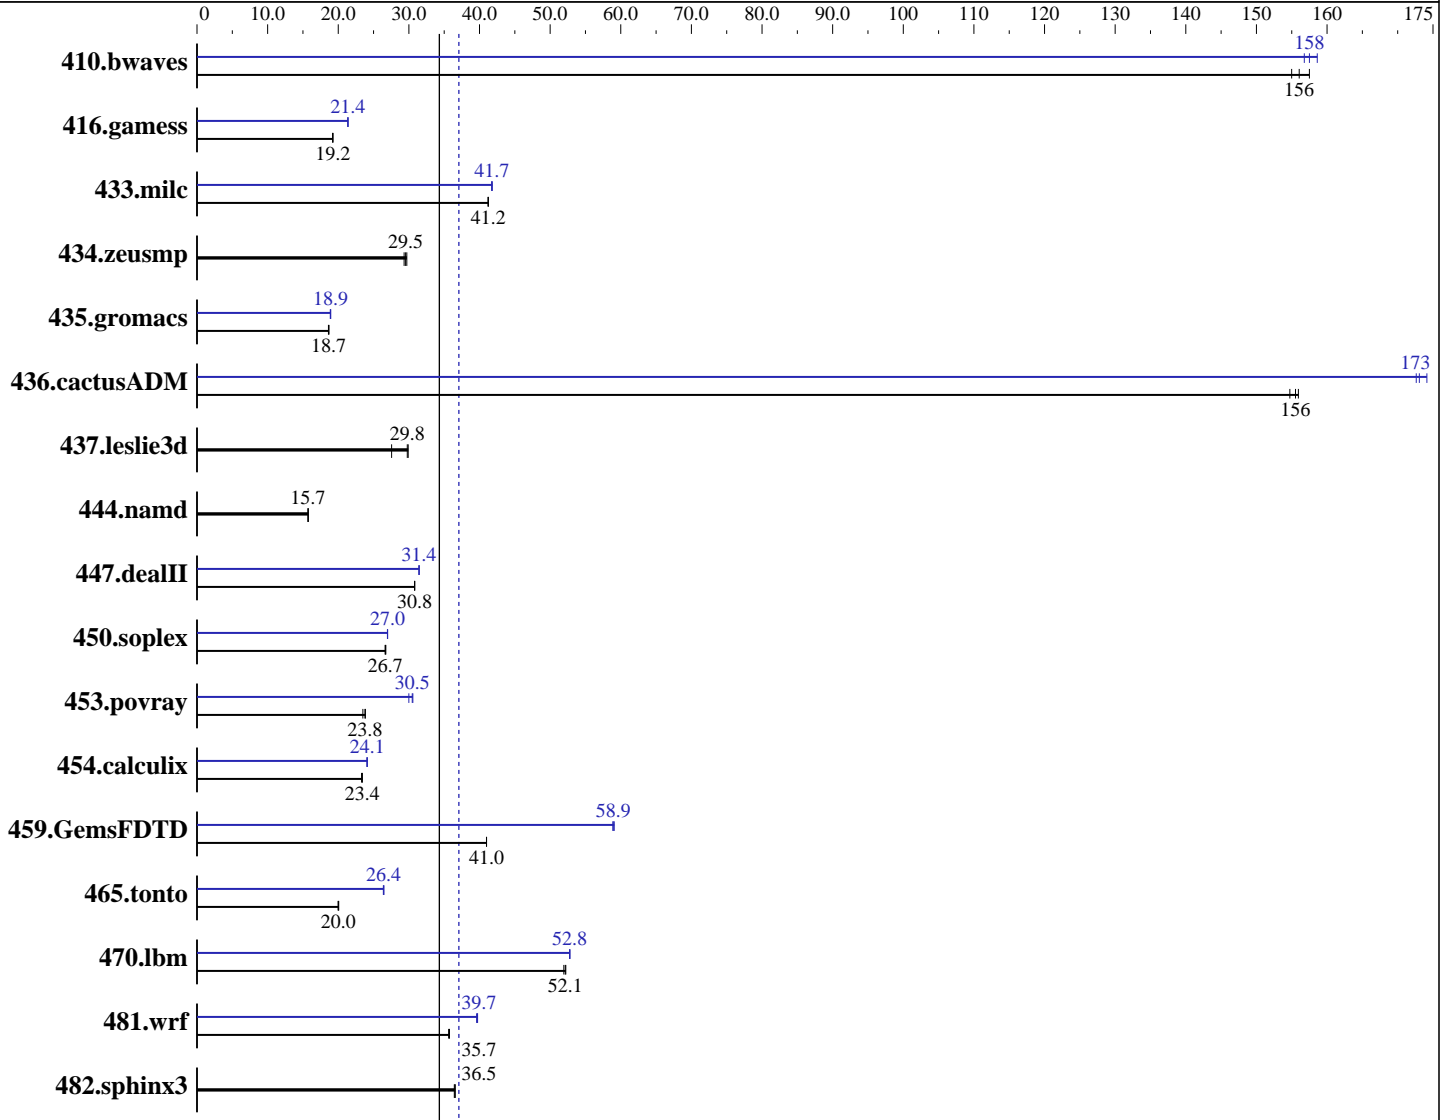 0 10.0 20.0 30.0 40.0 50.0 60.0 70.0 80.0 90.0 100 110 120 130 140 150 160 175
410.bwaves
158
156
416.gamess
21.4
19.2
433.milc
41.7
41.2
434.zeusmp
29.5
435.gromacs
18.9
18.7
436.cactusADM
173
156
437.leslie3d
29.8
444.namd
15.7
447.dealII
31.4
30.8
450.soplex
27.0
26.7
453.povray
30.5
23.8
454.calculix
24.1
23.4
459.GemsFDTD
58.9
41.0
465.tonto
26.4
20.0
470.lbm
52.8
52.1
481.wrf
39.7
35.7
482.sphinx3
36.5